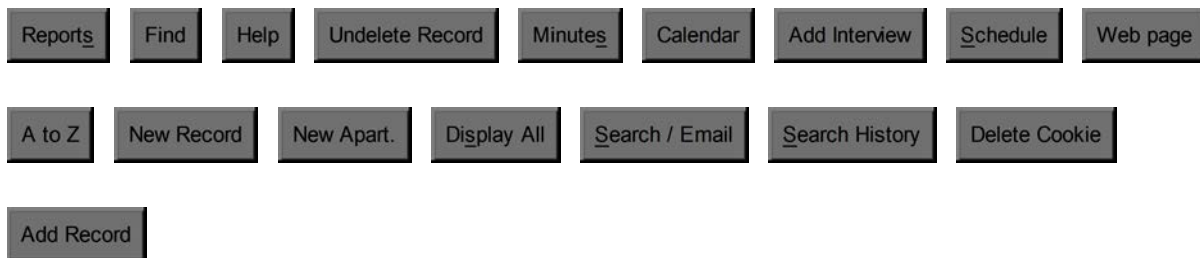 Reports Find Help Undelete Record Minutes Calendar Add Interview Schedule Web page
A to Z New Record New Apart. Display All Search / Email Search History Delete Cookie
Add Record